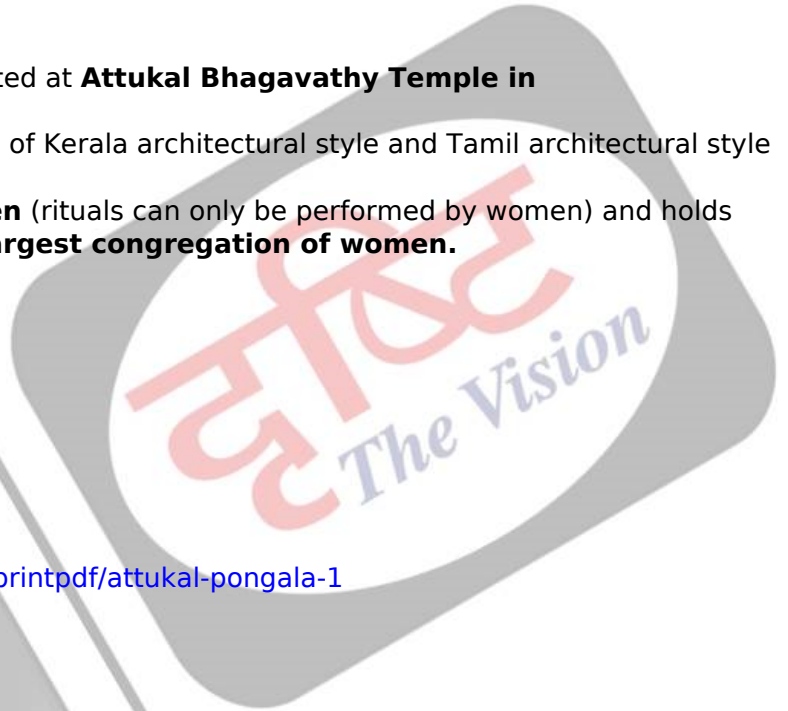 ted at Attukal Bhagavathy Temple in
of Kerala architectural style and Tamil architectural style
en (rituals can only be performed by women) and holds
argest congregation of women.
दृष्टि
The Vision
printpdf/attukal-pongala-1